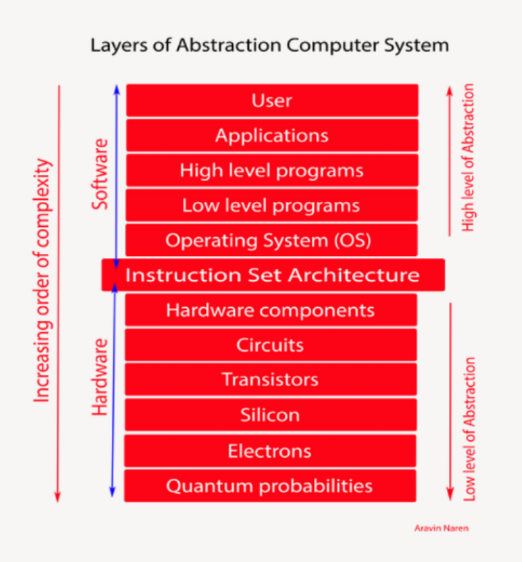 Layers of Abstraction Computer System
User
Applications
High level programs
Low level programs
Operating System (OS)
Instruction Set Architecture
Hardware components
Circuits
Transistors
Silicon
Electrons
Quantum probabilities
Increasing order of complexity
Software
Hardware
High level of Abstraction
Low level of Abstraction
Aravin Naren